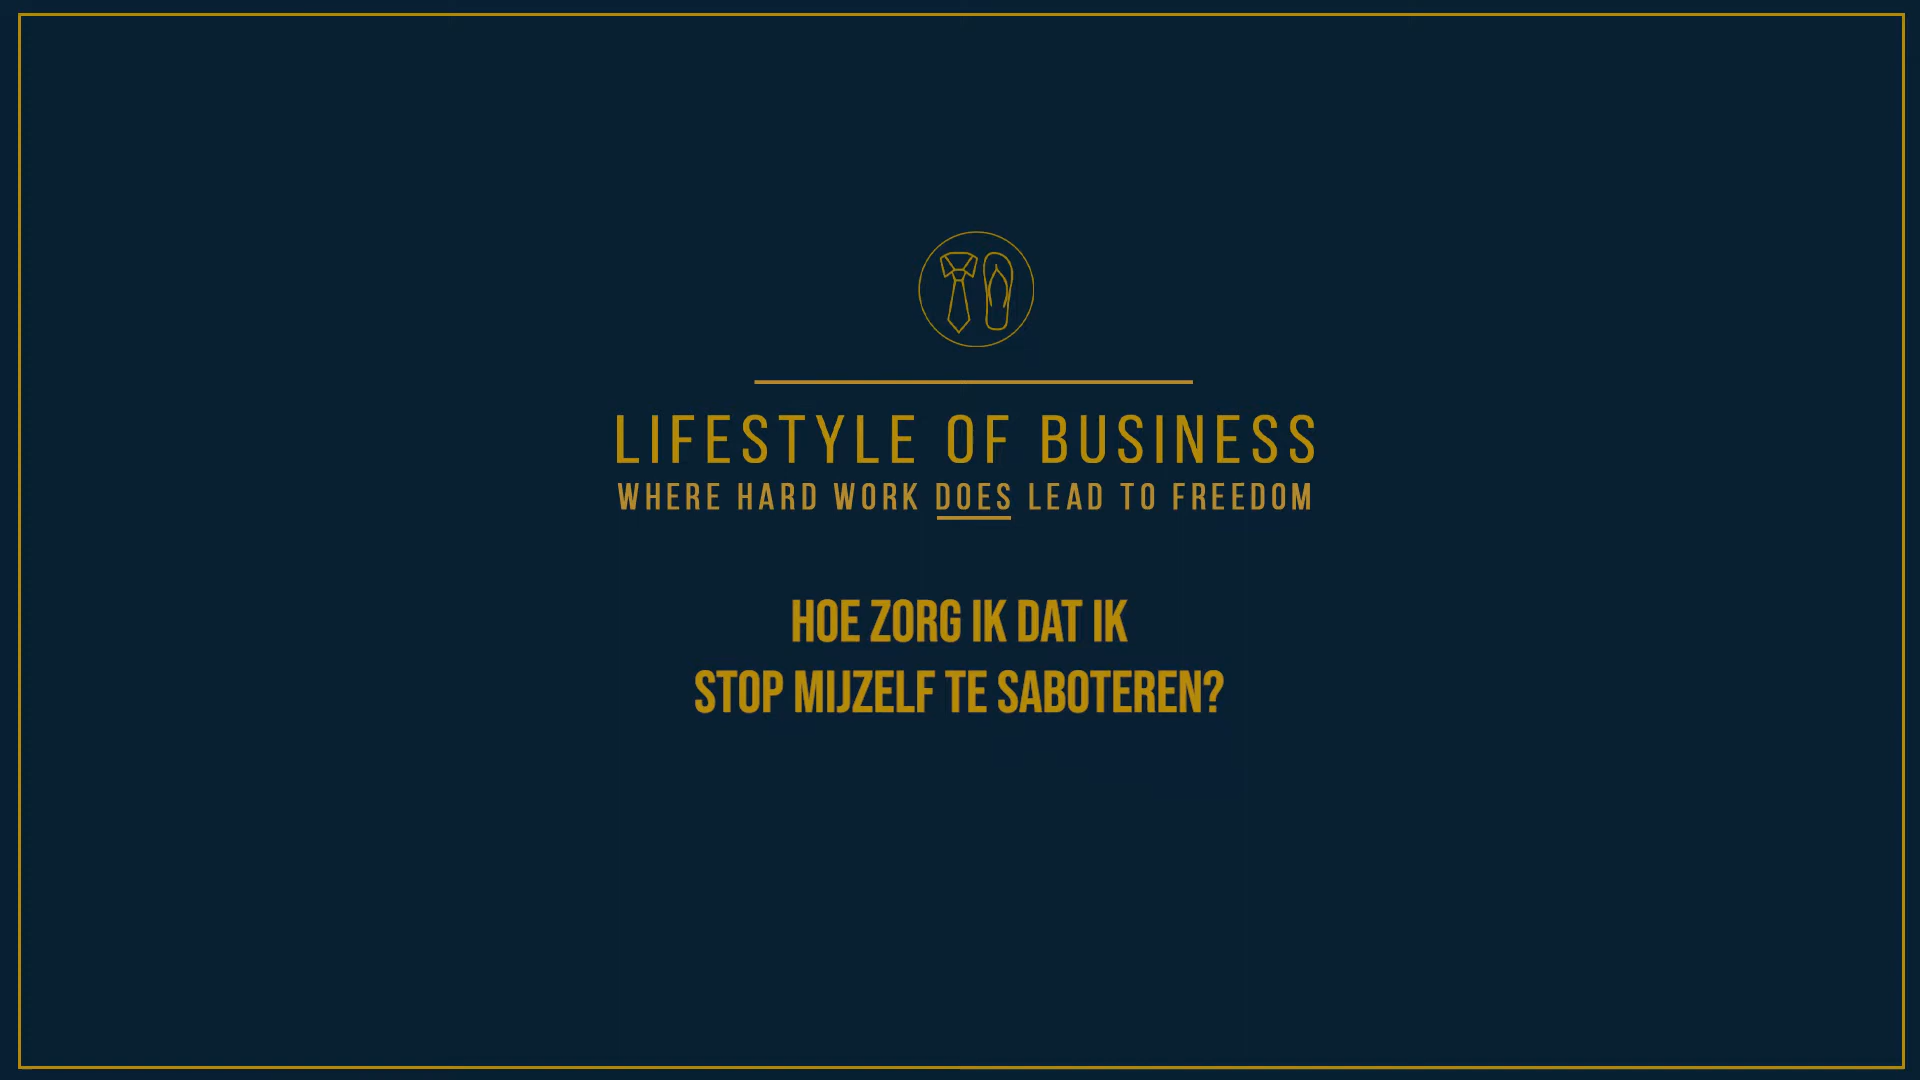 LIFESTYLE OF BUSINESS
WHERE HARD WORK DOES LEAD TO FREEDOM
HOE ZORG IK DAT IK
STOP MIJZELF TE SABOTEREN?